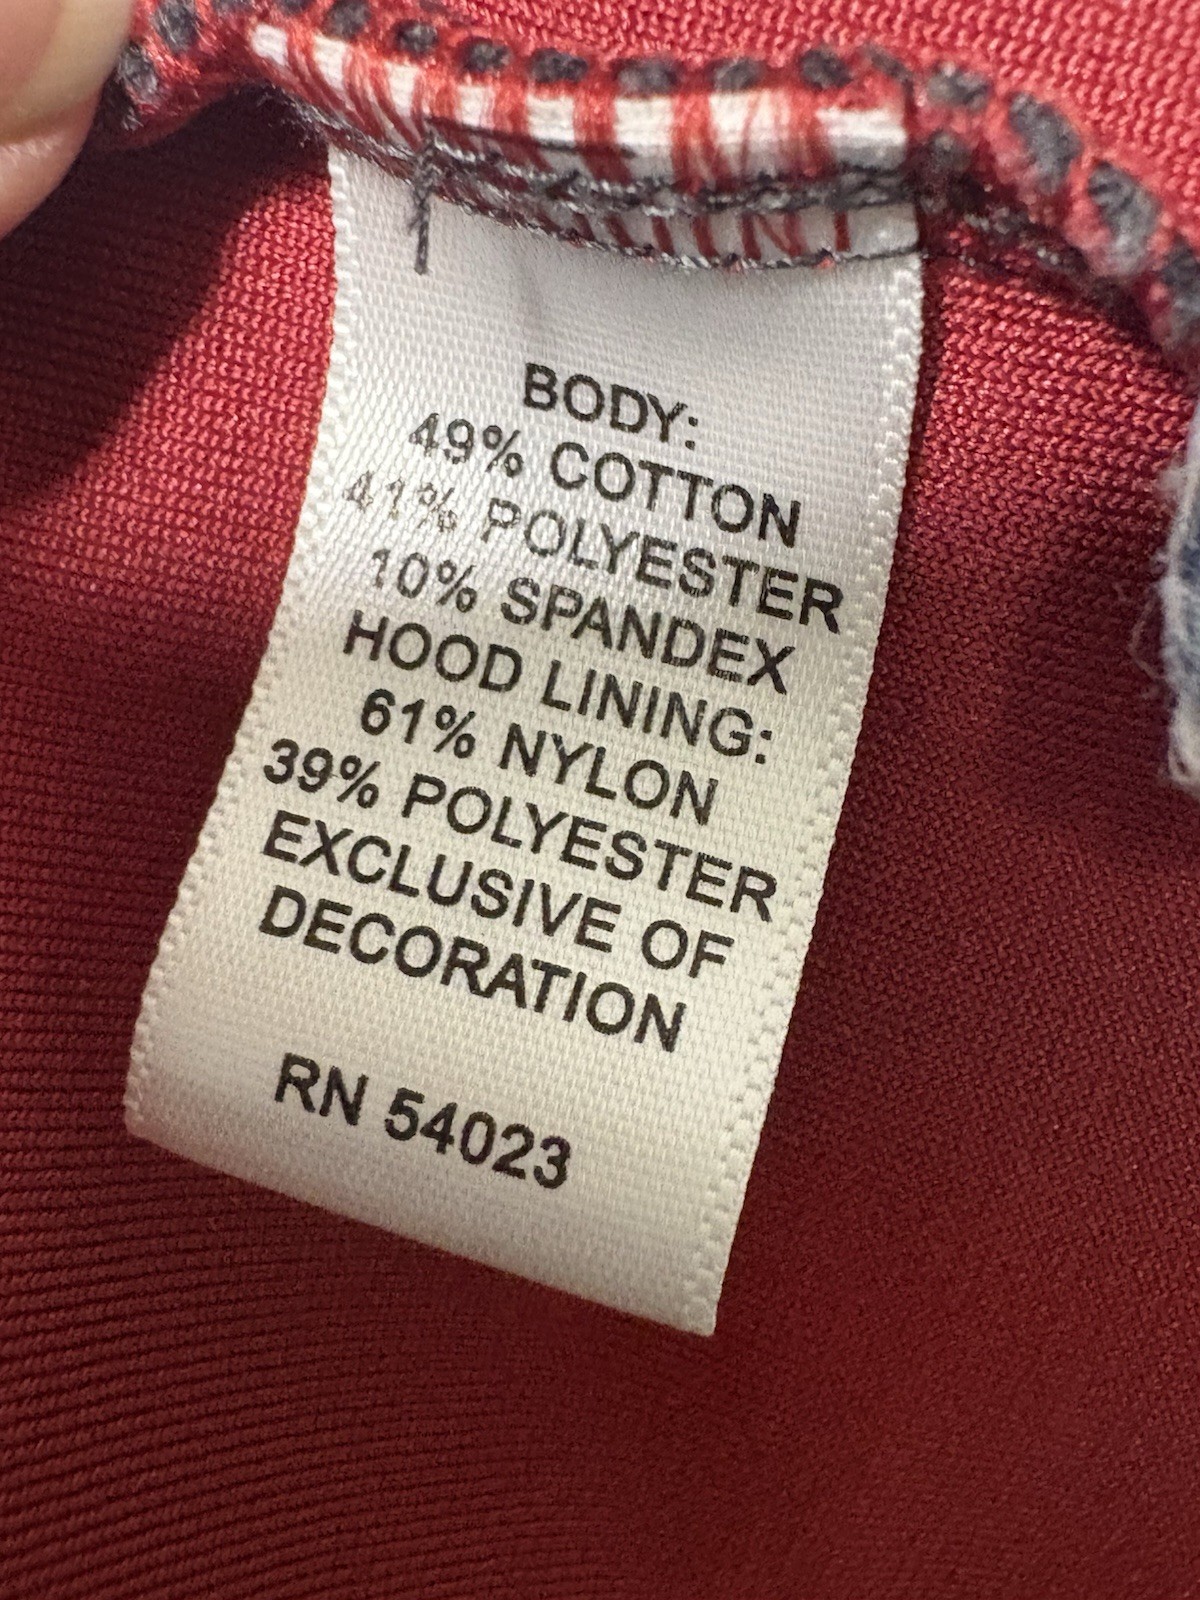 BODY:
49% COTTON
41% POLYESTER
10% SPANDEX
HOOD LINING:
61% NYLON
39% POLYESTER
EXCLUSIVE OF
DECORATION
RN 54023